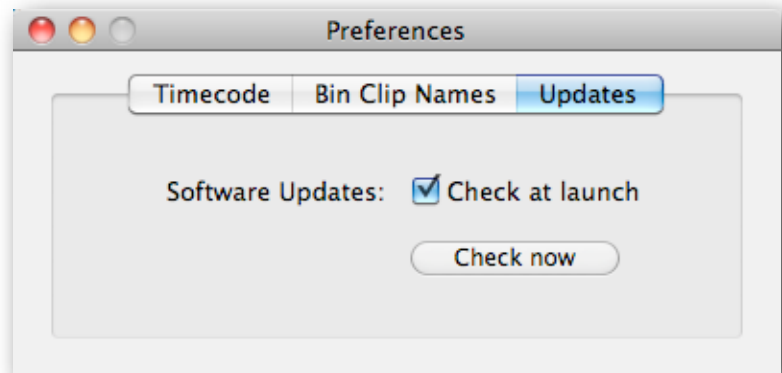 Preferences
Timecode Bin Clip Names Updates
Software Updates: Check at launch
Check now